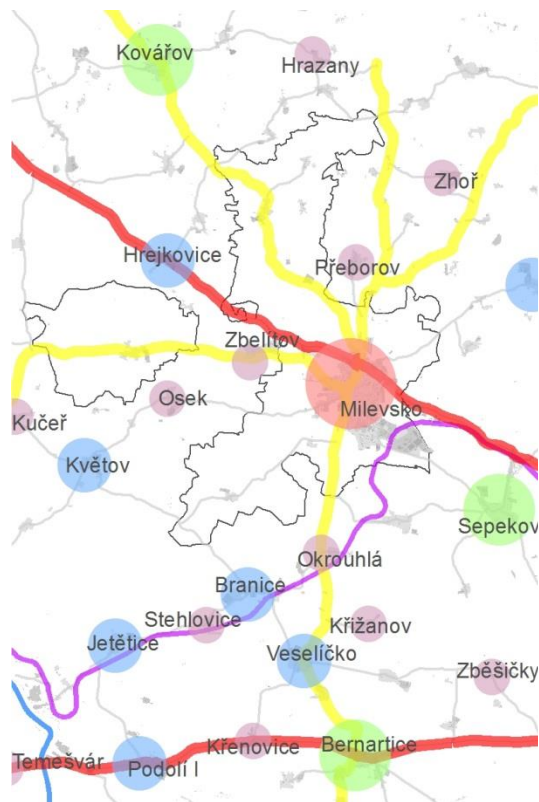 Kovářov
Hrazany
Zhoř
Hrejkovice
Přeborov
Zbelítov
Osek
Milevsko
Kučeř
Květov
Sepekov
Okrouhlá
Branice
Stehlovice
Křižanov
Jetětice
Veselíčko
Zběšičky
Křenovice
Bernartice
Temešvár
Podolí I